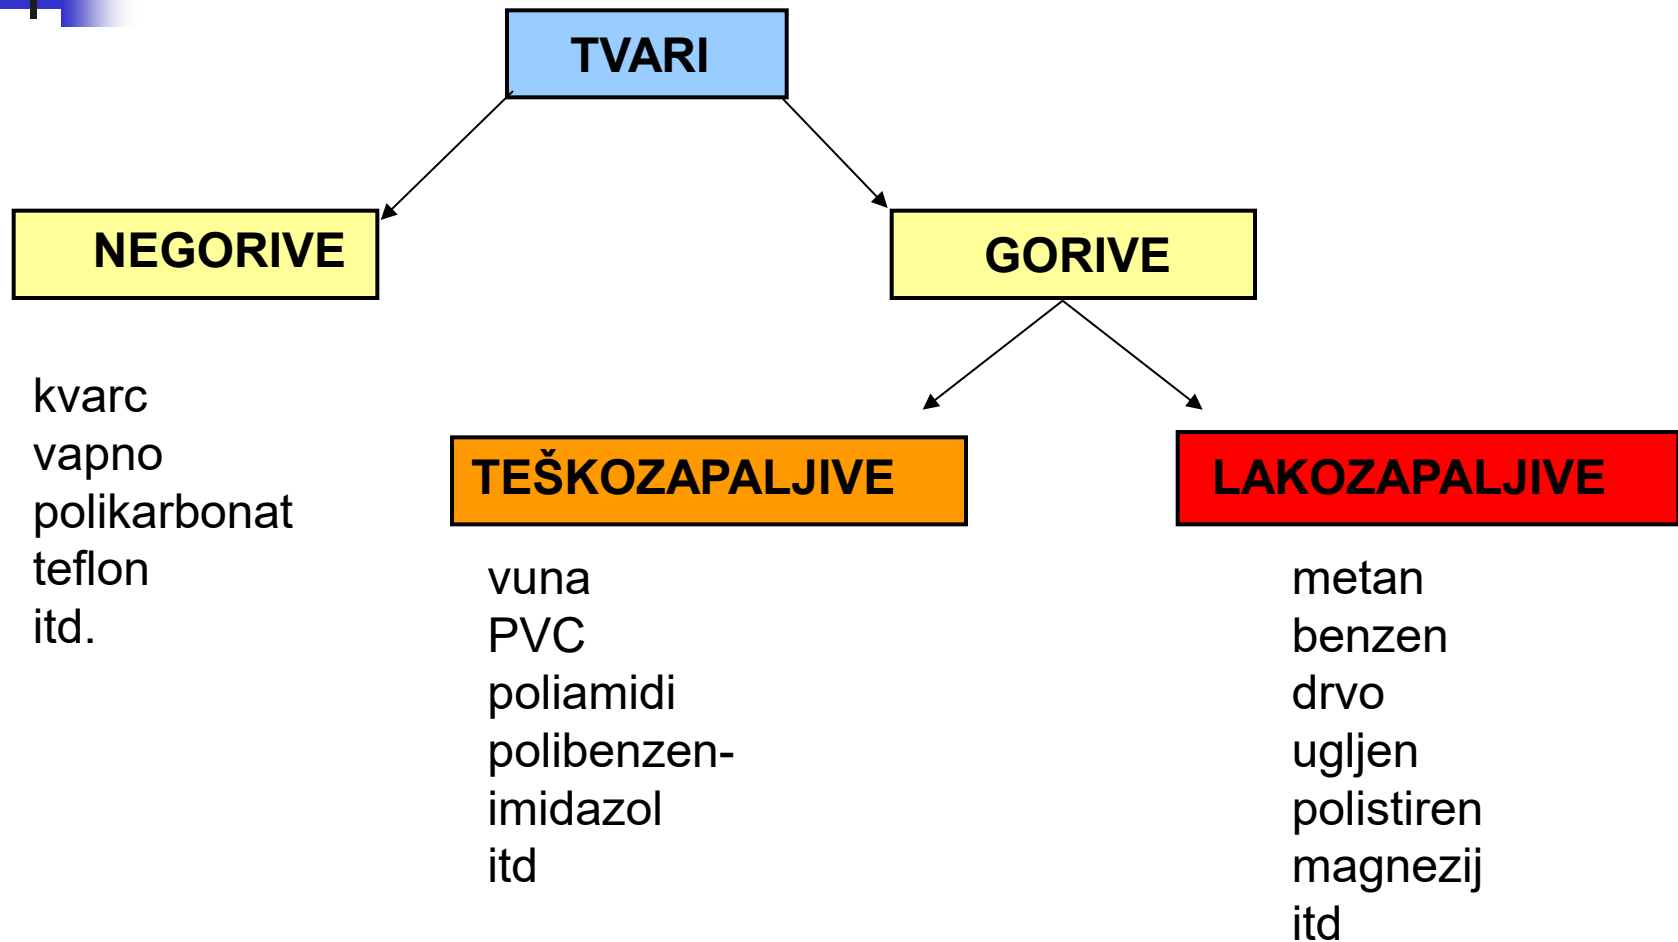 TVARI
NEGORIVE
GORIVE
kvarc
vapno
polikarbonat
teflon
itd.
TEŠKOZAPALJIVE
LAKOZAPALJIVE
vuna
PVC
poliamidi
polibenzen-
imidazol
itd
metan
benzen
drvo
ugljen
polistiren
magnezij
itd